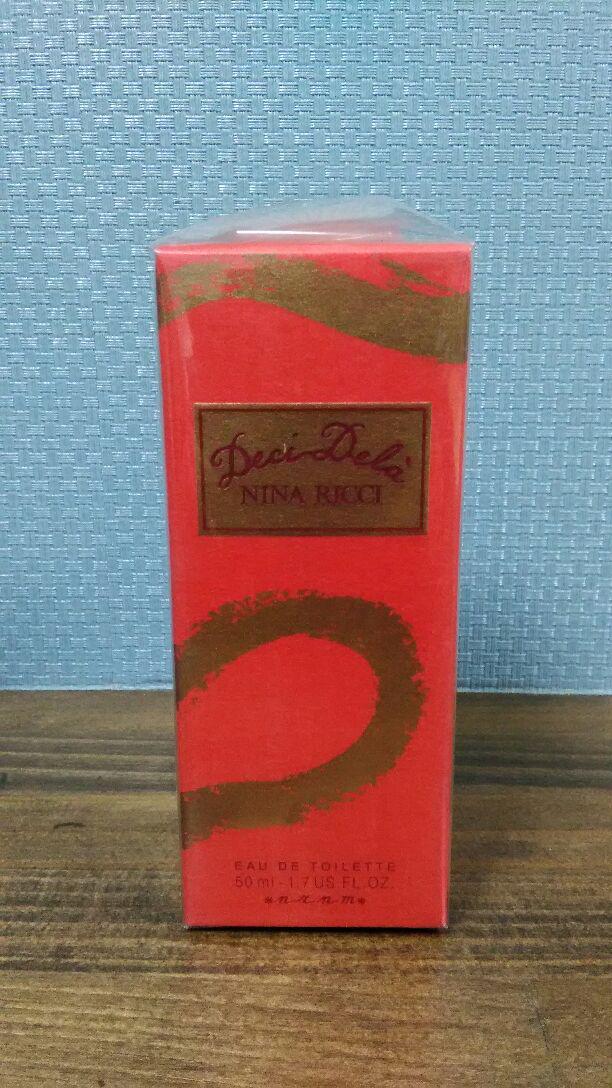 Deci Delà
NINA RICCI
EAU DE TOILETTE
50 ml - 1.7 US FL.OZ.